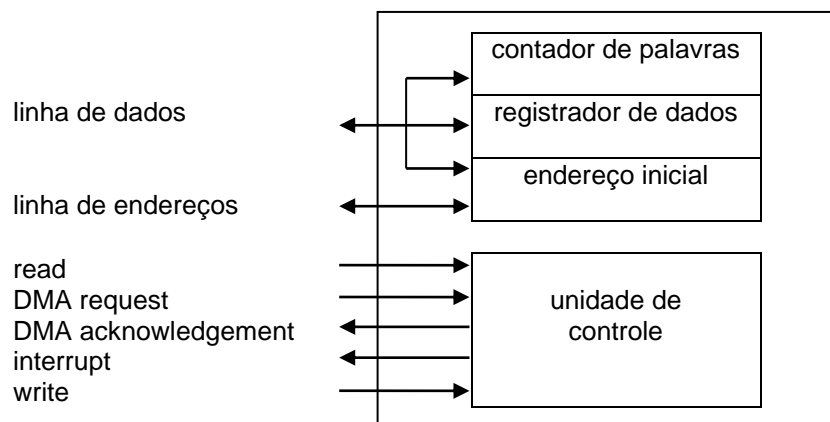 contador de palavras
linha de dados
registrador de dados
endereço inicial
linha de endereços
read
DMA request
DMA acknowledgement
interrupt
write
unidade de
controle